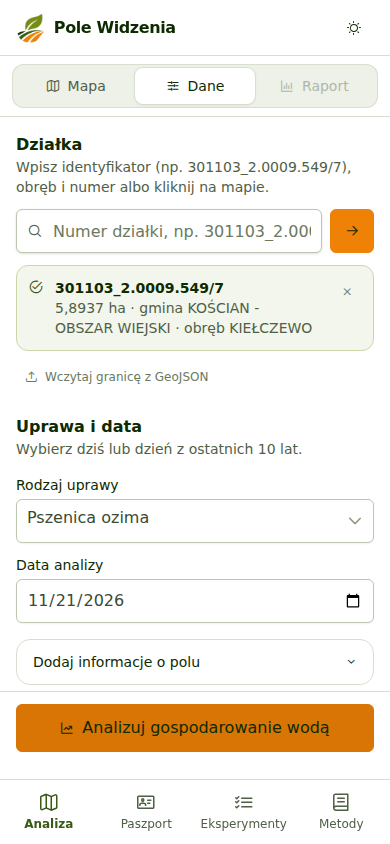 Pole Widzenia
Mapa
Dane
Raport
Działka
Wpisz identyfikator (np. 301103_2.0009.549/7),
obręb i numer albo kliknij na mapie.
Numer działki, np. 301103_2.000
301103_2.0009.549/7
5,8937 ha · gmina KOŚCIAN -
OBSZAR WIEJSKI · obręb KIEŁCZEWO
Wczytaj granicę z GeoJSON
Uprawa i data
Wybierz dziś lub dzień z ostatnich 10 lat.
Rodzaj uprawy
Pszenica ozima
Data analizy
11/21/2026
Dodaj informacje o polu
Analizuj gospodarowanie wodą
Analiza
Paszport
Eksperymenty
Metody